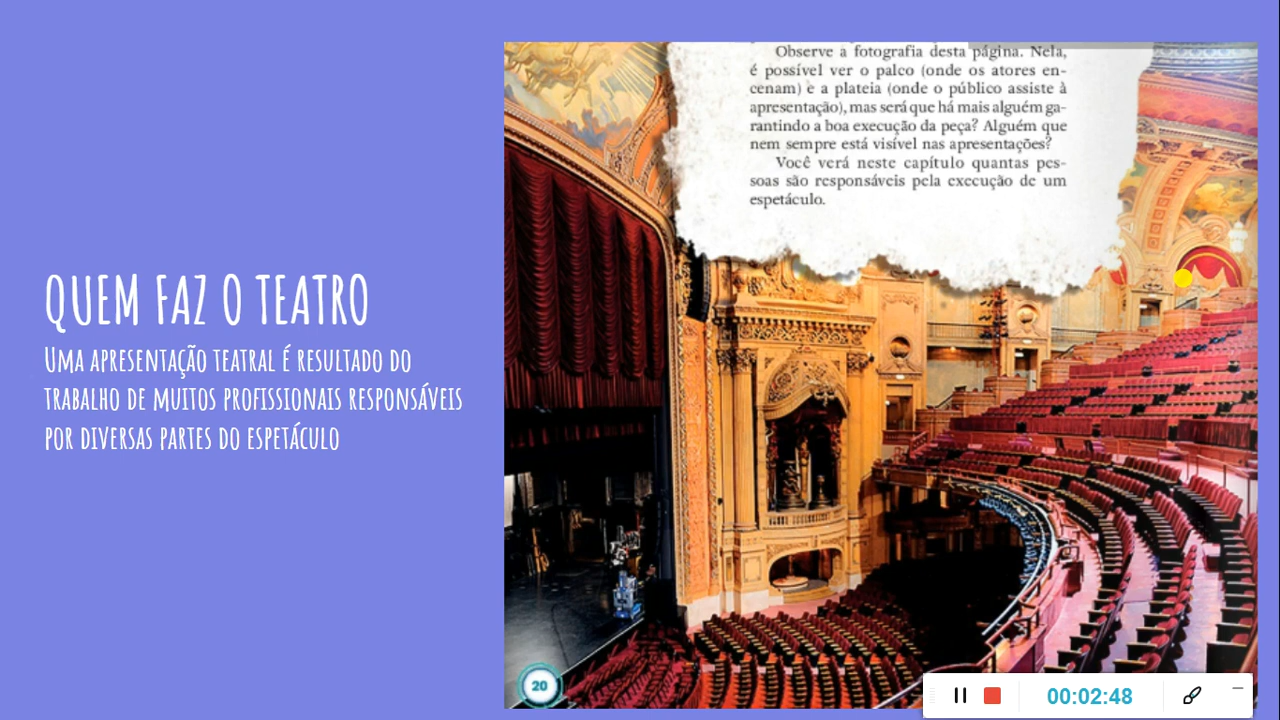 QUEM FAZ O TEATRO
UMA APRESENTAÇÃO TEATRAL É RESULTADO DO
TRABALHO DE MUITOS PROFISSIONAIS RESPONSÁVEIS
POR DIVERSAS PARTES DO ESPETÁCULO
Observe a fotografia desta página. Nela,
é possível ver o palco (onde os atores en-
cenam) e a plateia (onde o público assiste à
apresentação), mas será que há mais alguém ga-
rantindo a boa execução da peça? Alguém que
nem sempre está visível nas apresentações?
Você verá neste capítulo quantas pes-
soas são responsáveis pela execução de um
espetáculo.
20
00:02:48